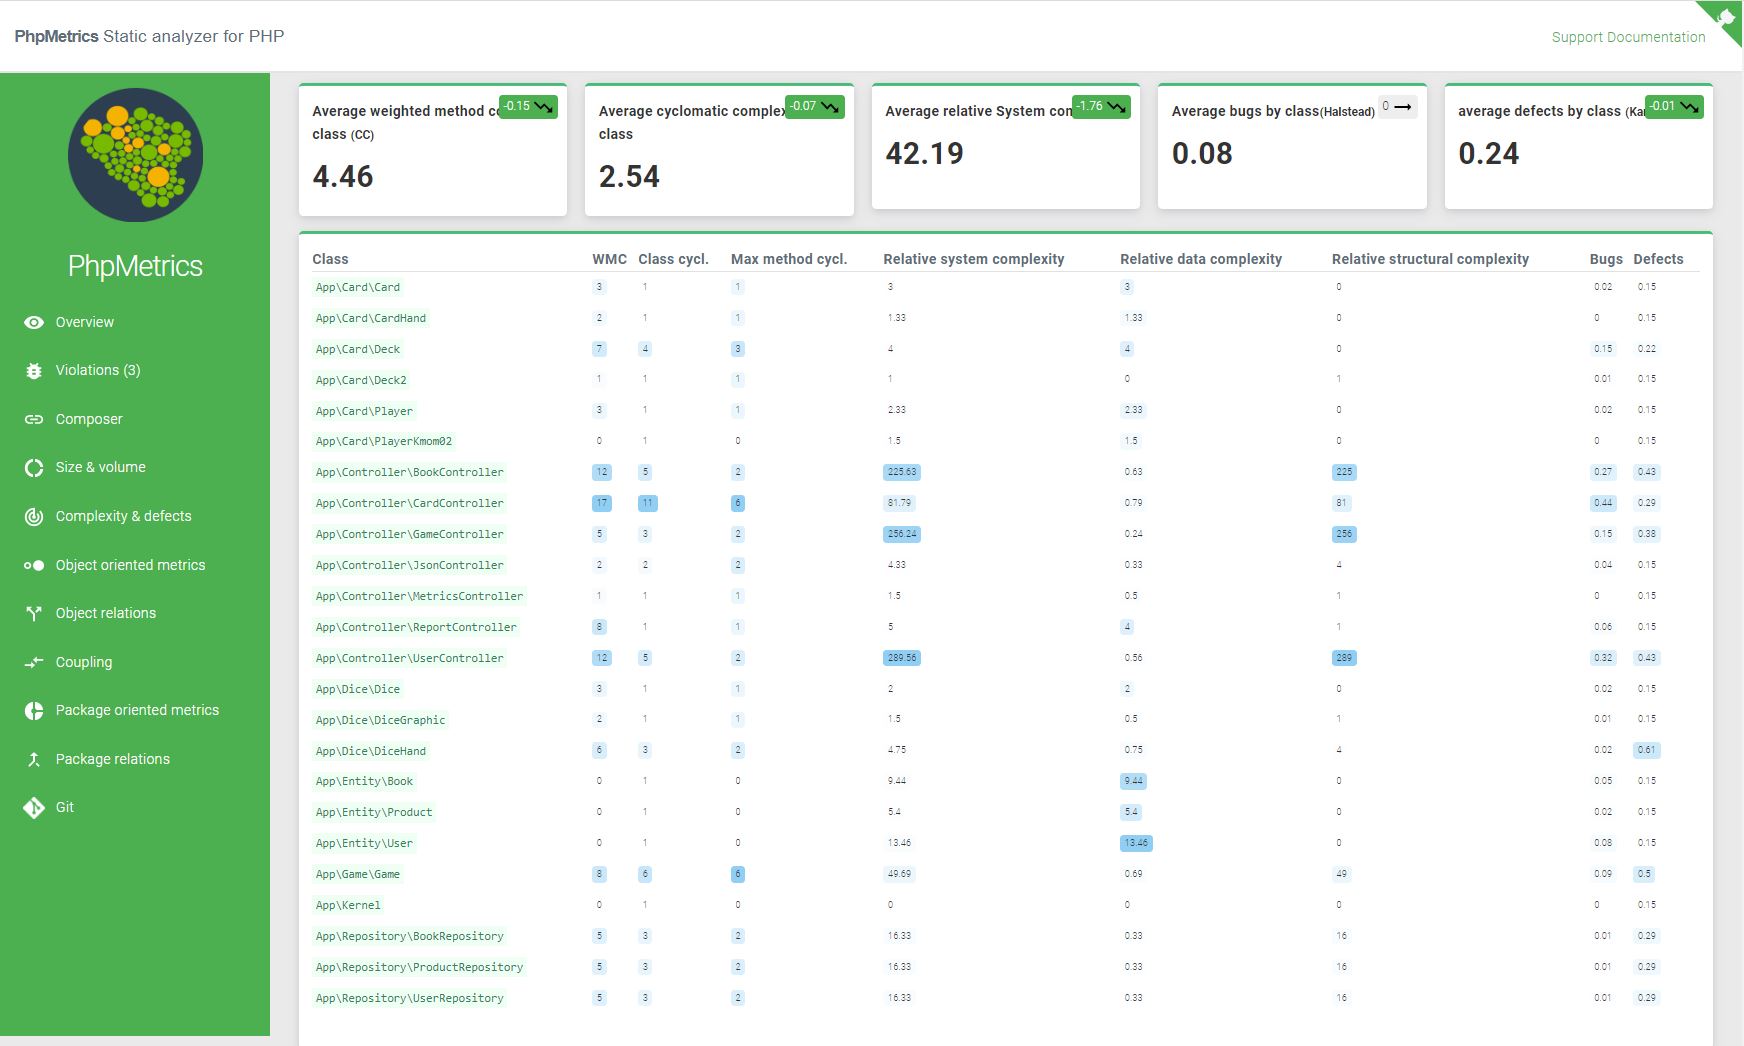 PhpMetrics Static analyzer for PHP
Support Documentation
PhpMetrics
Overview
Violations (3)
Composer
Size & volume
Complexity & defects
Object oriented metrics
Object relations
Coupling
Package oriented metrics
Package relations
Git
Average weighted method co -0.15
class (CC)
4.46
Average cyclomatic complex -0.07
class
2.54
Average relative System com -1.76
42.19
Average bugs by class(Halstead) 0
0.08
average defects by class (Ka -0.01
0.24
Class WMC Class cycl. Max method cycl. Relative system complexity Relative data complexity Relative structural complexity Bugs Defects
App\Card\Card 3 1 1 3 3 0 0.02 0.15
App\Card\CardHand 2 1 1 1.33 1.33 0 0 0.15
App\Card\Deck 7 4 3 4 4 0 0.15 0.22
App\Card\Deck2 1 1 1 1 0 1 0.01 0.15
App\Card\Player 3 1 1 2.33 2.33 0 0.02 0.15
App\Card\PlayerKmom02 0 1 0 1.5 1.5 0 0 0.15
App\Controller\BookController 12 5 2 225.63 0.63 225 0.27 0.43
App\Controller\CardController 17 11 6 81.79 0.79 81 0.44 0.29
App\Controller\GameController 5 3 2 256.24 0.24 256 0.15 0.38
App\Controller\JsonController 2 2 2 4.33 0.33 4 0.04 0.15
App\Controller\MetricsController 1 1 1 1.5 0.5 1 0 0.15
App\Controller\ReportController 8 1 1 5 4 1 0.06 0.15
App\Controller\UserController 12 5 2 289.56 0.56 289 0.32 0.43
App\Dice\Dice 3 1 1 2 2 0 0.02 0.15
App\Dice\DiceGraphic 2 1 1 1.5 0.5 1 0.01 0.15
App\Dice\DiceHand 6 3 2 4.75 0.75 4 0.02 0.61
App\Entity\Book 0 1 0 9.44 9.44 0 0.05 0.15
App\Entity\Product 0 1 0 5.4 5.4 0 0.02 0.15
App\Entity\User 0 1 0 13.46 13.46 0 0.08 0.15
App\Game\Game 8 6 6 49.69 0.69 49 0.09 0.5
App\Kernel 0 1 0 0 0 0 0 0.15
App\Repository\BookRepository 5 3 2 16.33 0.33 16 0.01 0.29
App\Repository\ProductRepository 5 3 2 16.33 0.33 16 0.01 0.29
App\Repository\UserRepository 5 3 2 16.33 0.33 16 0.01 0.29